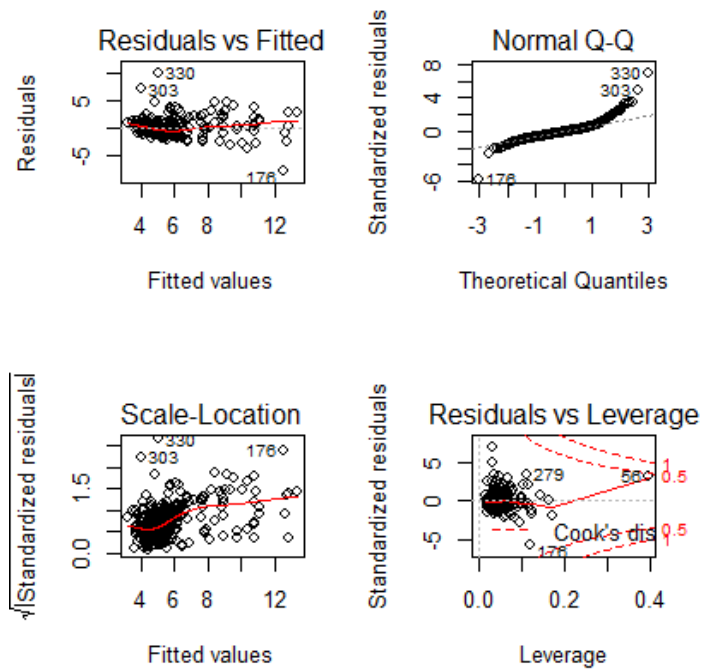 Residuals vs Fitted
Residuals
5
-5
330
303
176
4 6 8 12
Fitted values
Normal Q-Q
Standardized residuals
8
4
0
-6
330
303
176
-3 -1 1 3
Theoretical Quantiles
Scale-Location
√|Standardized residuals|
1.5
0.0
330
303
176
4 6 8 12
Fitted values
Residuals vs Leverage
Standardized residuals
5
0
-5
279
1
0.5
0.5
1
Cook's dis
176
0.0 0.2 0.4
Leverage